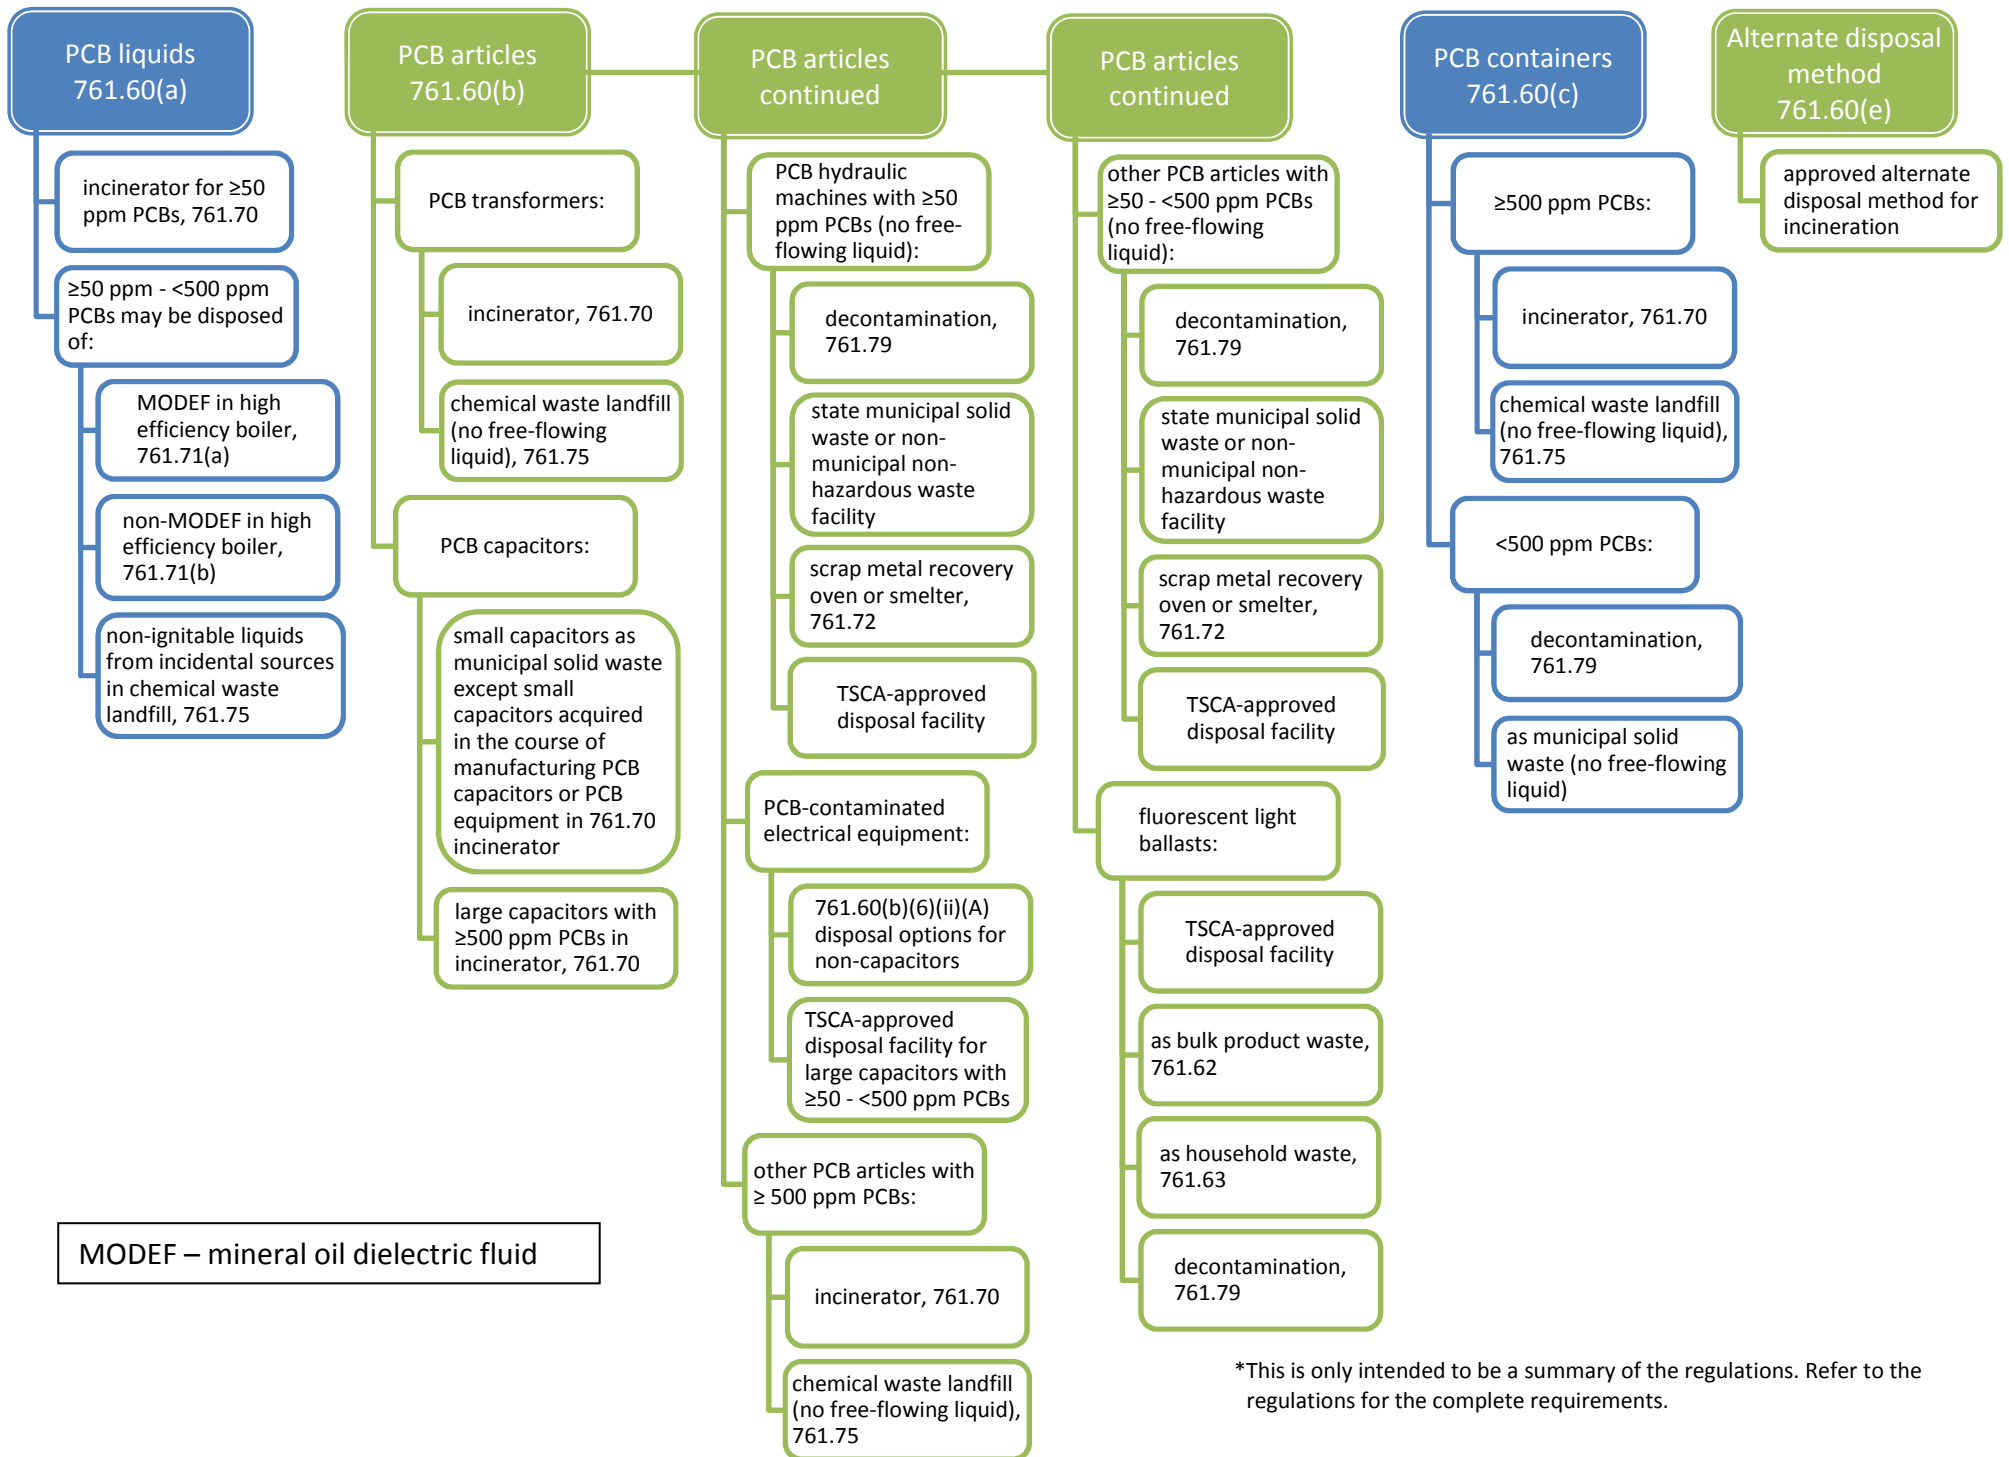 PCB liquids
761.60(a)
incinerator for ≥50
ppm PCBs, 761.70
≥50 ppm - <500 ppm
PCBs may be disposed
of:
MODEF in high
efficiency boiler,
761.71(a)
non-MODEF in high
efficiency boiler,
761.71(b)
non-ignitable liquids
from incidental sources
in chemical waste
landfill, 761.75
PCB articles
761.60(b)
PCB transformers:
incinerator, 761.70
chemical waste landfill
(no free-flowing
liquid), 761.75
PCB capacitors:
small capacitors as
municipal solid waste
except small
capacitors acquired
in the course of
manufacturing PCB
capacitors or PCB
equipment in 761.70
incinerator
large capacitors with
≥500 ppm PCBs in
incinerator, 761.70
PCB articles
continued
PCB hydraulic
machines with ≥50
ppm PCBs (no free-
flowing liquid):
decontamination,
761.79
state municipal solid
waste or non-
municipal non-
hazardous waste
facility
scrap metal recovery
oven or smelter,
761.72
TSCA-approved
disposal facility
PCB-contaminated
electrical equipment:
761.60(b)(6)(ii)(A)
disposal options for
non-capacitors
TSCA-approved
disposal facility for
large capacitors with
≥50 - <500 ppm PCBs
other PCB articles with
≥ 500 ppm PCBs:
incinerator, 761.70
chemical waste landfill
(no free-flowing liquid),
761.75
PCB articles
continued
other PCB articles with
≥50 - <500 ppm PCBs
(no free-flowing
liquid):
decontamination,
761.79
state municipal solid
waste or non-
municipal non-
hazardous waste
facility
scrap metal recovery
oven or smelter,
761.72
TSCA-approved
disposal facility
fluorescent light
ballasts:
TSCA-approved
disposal facility
as bulk product waste,
761.62
as household waste,
761.63
decontamination,
761.79
PCB containers
761.60(c)
≥500 ppm PCBs:
incinerator, 761.70
chemical waste landfill
(no free-flowing liquid),
761.75
<500 ppm PCBs:
decontamination,
761.79
as municipal solid
waste (no free-flowing
liquid)
Alternate disposal
method
761.60(e)
approved alternate
disposal method for
incineration
MODEF – mineral oil dielectric fluid
*This is only intended to be a summary of the regulations. Refer to the
regulations for the complete requirements.